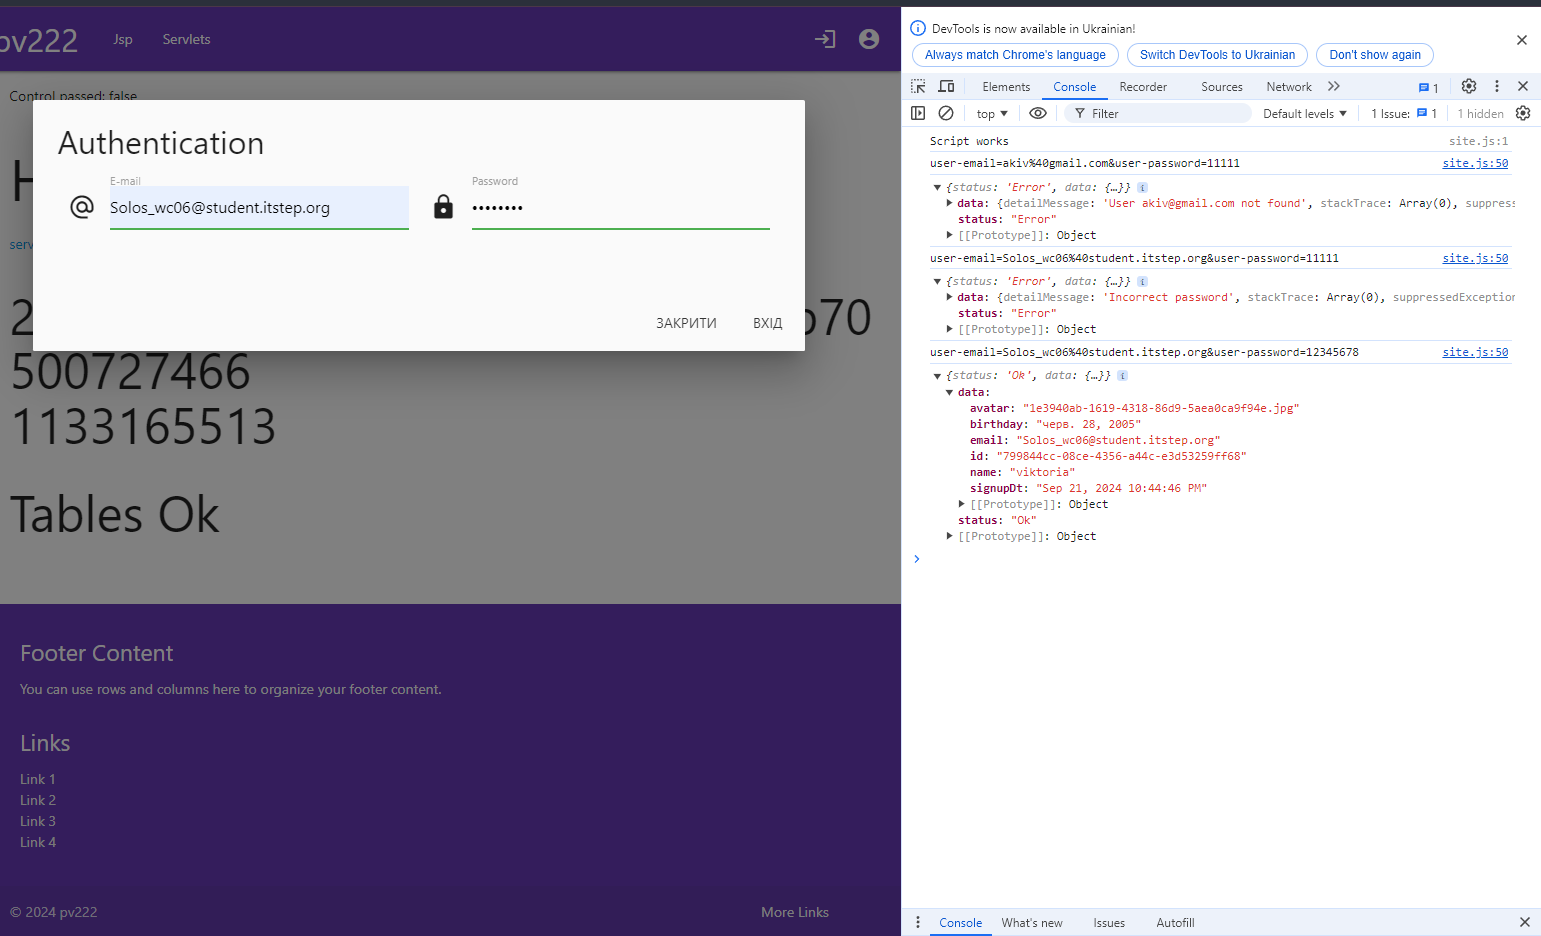 pv222
Jsp
Servlets
Control passed: false
Authentication
E-mail
Solos_wc06@student.itstep.org
Password
••••••••
ЗАКРИТИ
ВХІД
H
serv
2
b70
500727466
1133165513
Tables Ok
Footer Content
You can use rows and columns here to organize your footer content.
Links
Link 1
Link 2
Link 3
Link 4
© 2024 pv222
More Links
DevTools is now available in Ukrainian!
Always match Chrome's language
Switch DevTools to Ukrainian
Don't show again
Elements
Console
Recorder
Sources
Network
1
top
Filter
Default levels
1 Issue: 1
1 hidden
Script works site.js:1
user-email=akiv%40gmail.com&user-password=11111 site.js:50
{status: 'Error', data: {…}}
data: {detailMessage: 'User akiv@gmail.com not found', stackTrace: Array(0), suppress
status: "Error"
[[Prototype]]: Object
user-email=Solos_wc06%40student.itstep.org&user-password=11111 site.js:50
{status: 'Error', data: {…}}
data: {detailMessage: 'Incorrect password', stackTrace: Array(0), suppressedException
status: "Error"
[[Prototype]]: Object
user-email=Solos_wc06%40student.itstep.org&user-password=12345678 site.js:50
{status: 'Ok', data: {…}}
data:
avatar: "1e3940ab-1619-4318-86d9-5aea0ca9f94e.jpg"
birthday: "черв. 28, 2005"
email: "Solos_wc06@student.itstep.org"
id: "799844cc-08ce-4356-a44c-e3d53259ff68"
name: "viktoria"
signupDt: "Sep 21, 2024 10:44:46 PM"
[[Prototype]]: Object
status: "Ok"
[[Prototype]]: Object
Console
What's new
Issues
Autofill